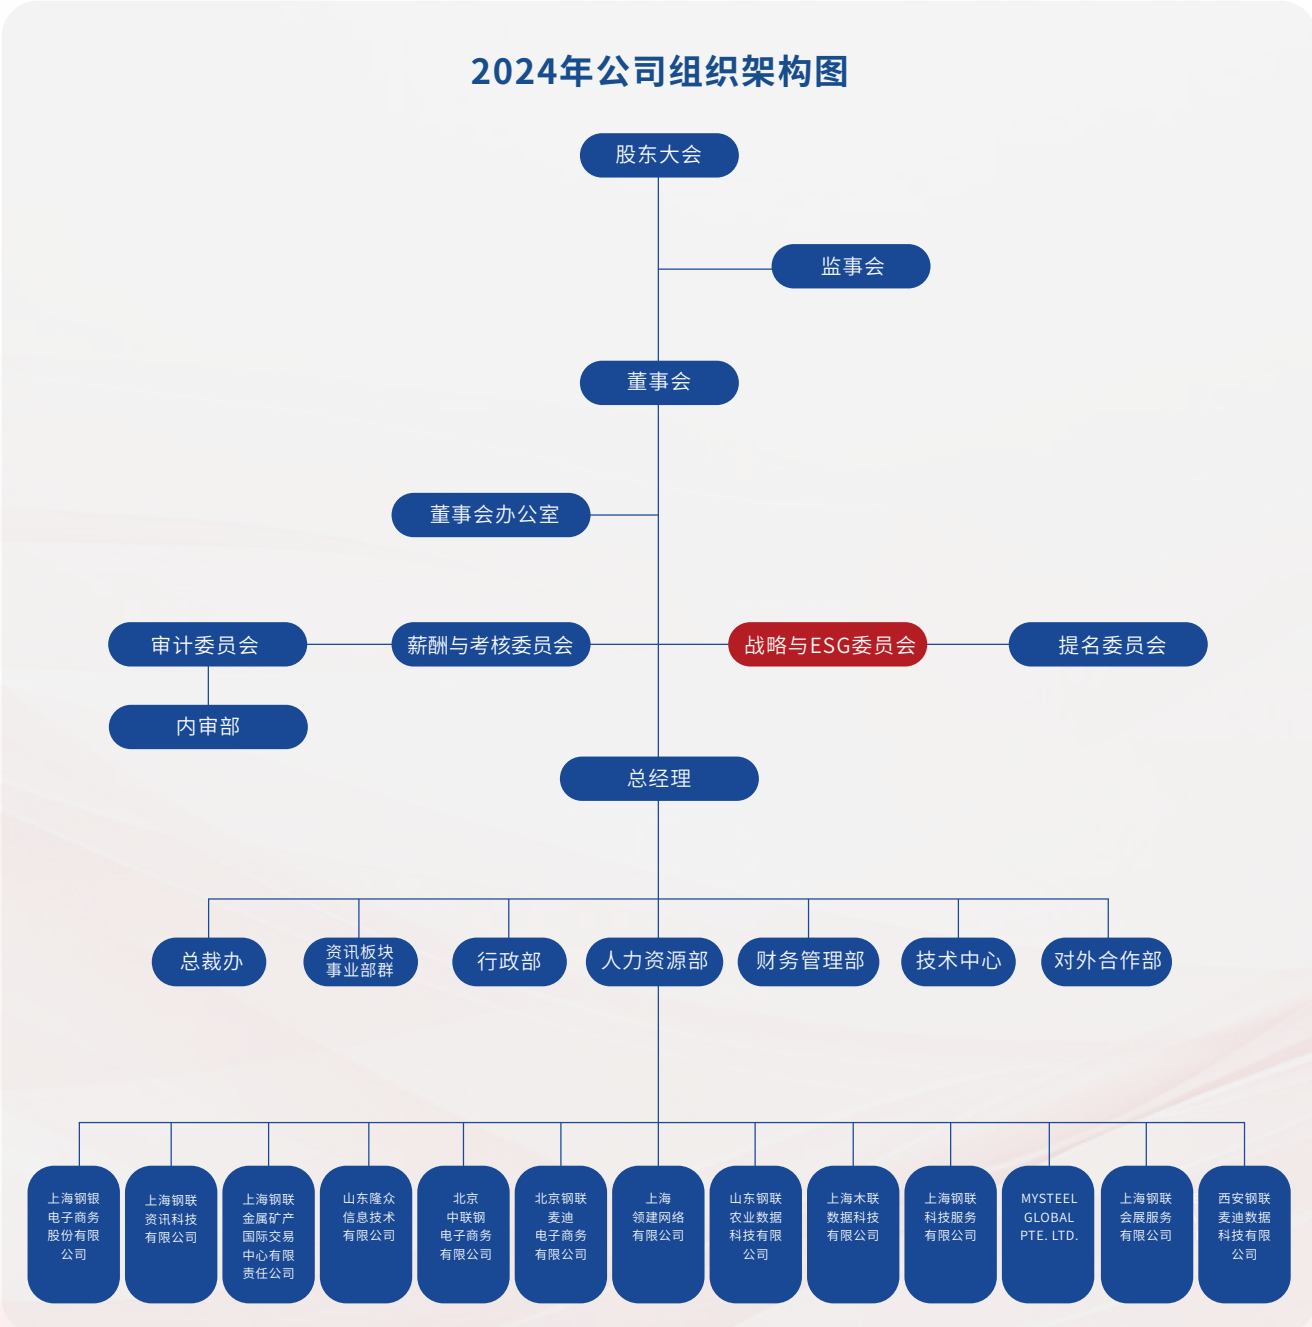 2024年公司组织架构图
股东大会
监事会
董事会
董事会办公室
审计委员会
薪酬与考核委员会
战略与ESG委员会
提名委员会
内审部
总经理
总裁办
资讯板块
事业部群
行政部
人力资源部
财务管理部
技术中心
对外合作部
上海钢银
电子商务
股份有限
公司
上海钢联
资讯科技
有限公司
上海钢联
金属矿产
国际交易
中心有限
责任公司
山东隆众
信息技术
有限公司
北京
中联钢
电子商务
有限公司
北京钢联
麦迪
电子商务
有限公司
上海
领建网络
有限公司
山东钢联
农业数据
科技有限
公司
上海木联
数据科技
有限公司
上海钢联
科技服务
有限公司
MYSTEEL
GLOBAL
PTE. LTD.
上海钢联
会展服务
有限公司
西安钢联
麦迪数据
科技有限
公司